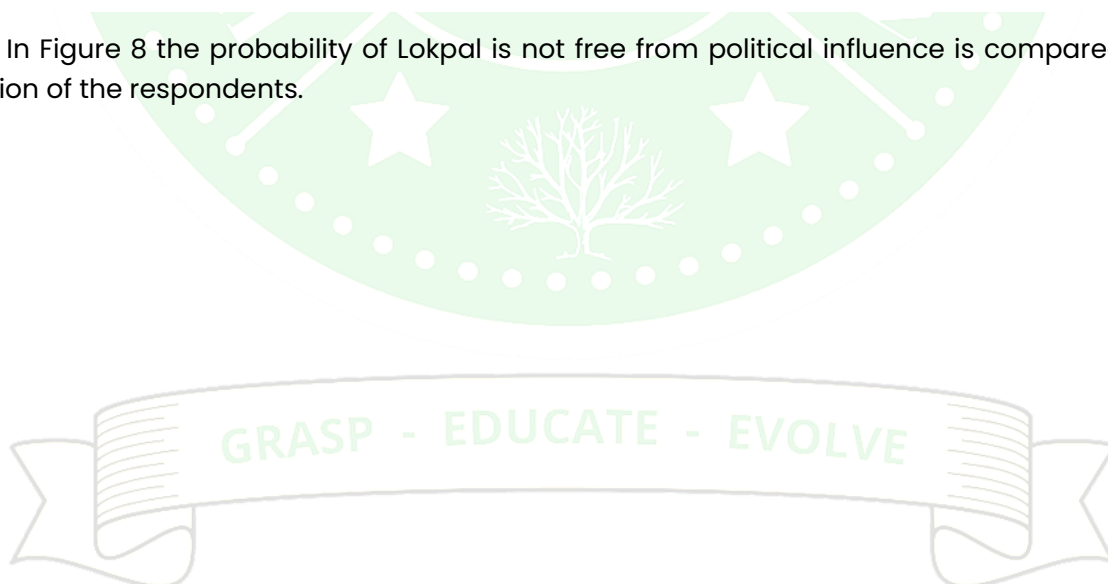 In Figure 8 the probability of Lokpal is not free from political influence is compare
ion of the respondents.
GRASP - EDUCATE - EVOLVE